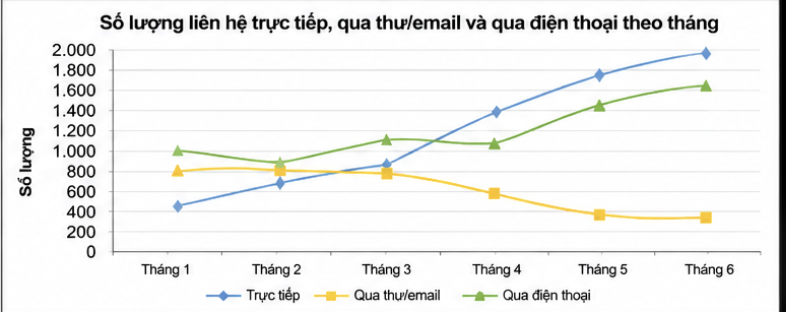 Số lượng liên hệ trực tiếp, qua thư/email và qua điện thoại theo tháng
Số lượng
2.000
1.800
1.600
1.400
1.200
1.000
800
600
400
200
0
Tháng 1 Tháng 2 Tháng 3 Tháng 4 Tháng 5 Tháng 6
Trực tiếp Qua thư/email Qua điện thoại